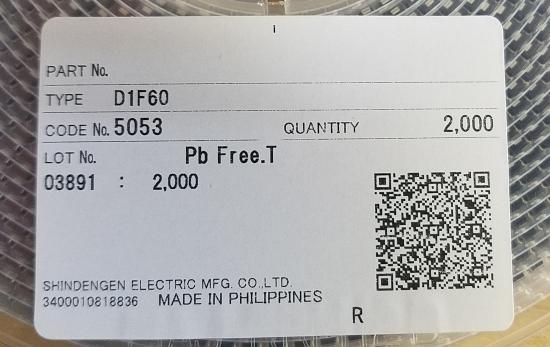 PART No.
TYPE D1F60
CODE No. 5053 QUANTITY 2,000
LOT No. Pb Free.T
03891 : 2,000
SHINDENGEN ELECTRIC MFG. CO.,LTD.
3400010818836 MADE IN PHILIPPINES
R